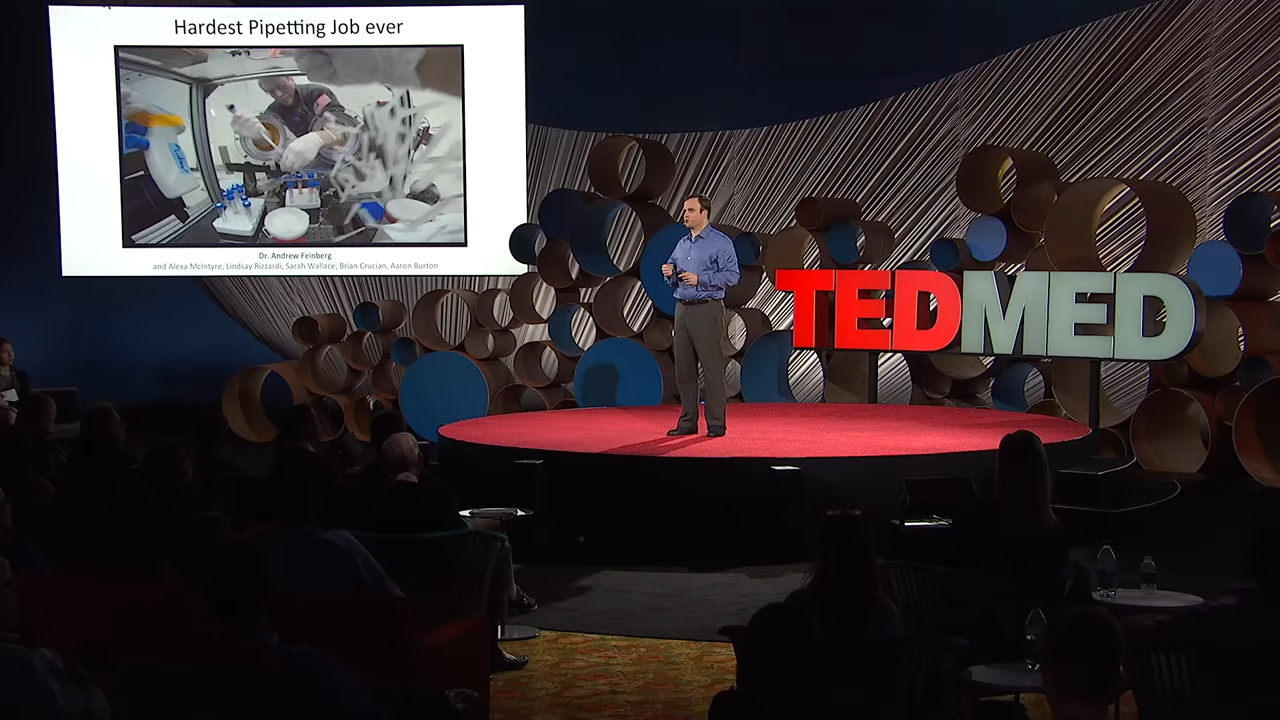 Hardest Pipetting Job ever
Dr. Andrew Feinberg
and Alexa McIntyre, Lindsay Rizzardi, Sarah Wallace, Brian Crucian, Aaron Burton
TEDMED